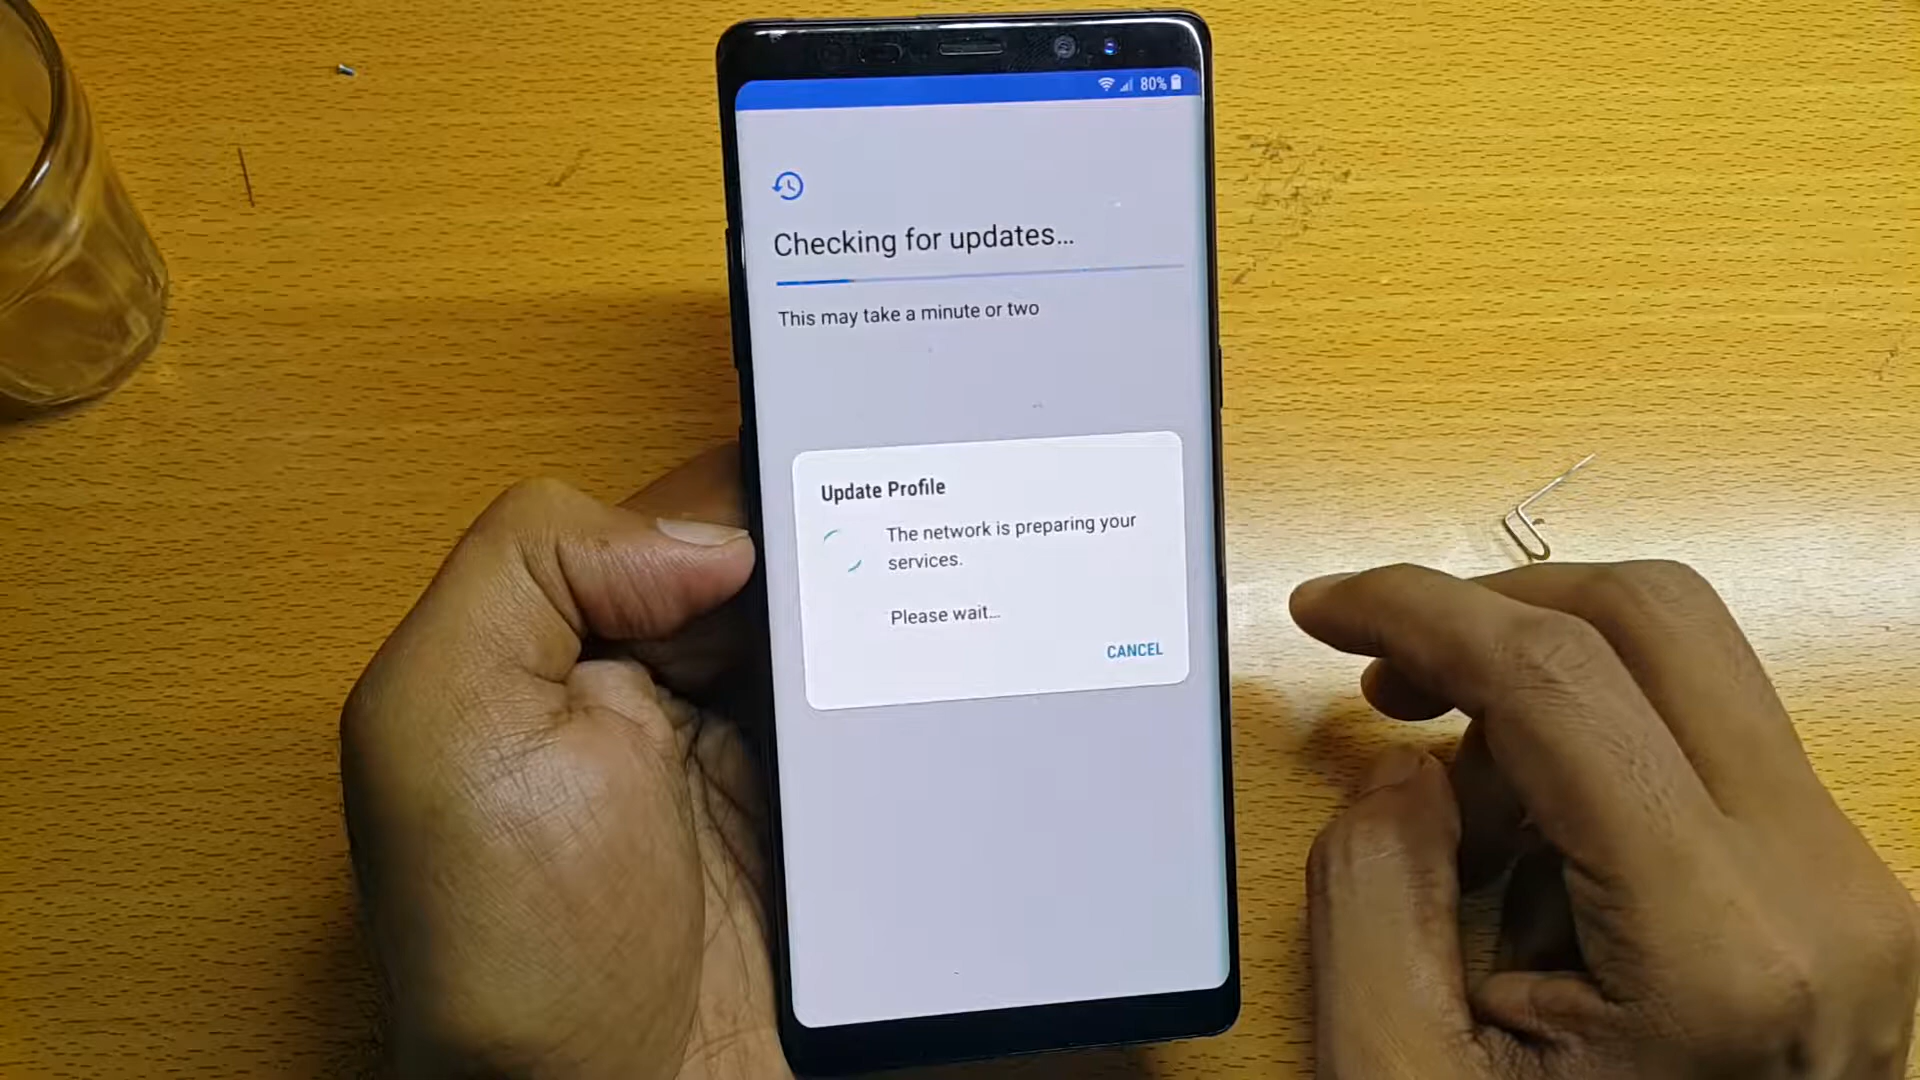 80%
Checking for updates...
This may take a minute or two
Update Profile
The network is preparing your
services.
Please wait...
CANCEL